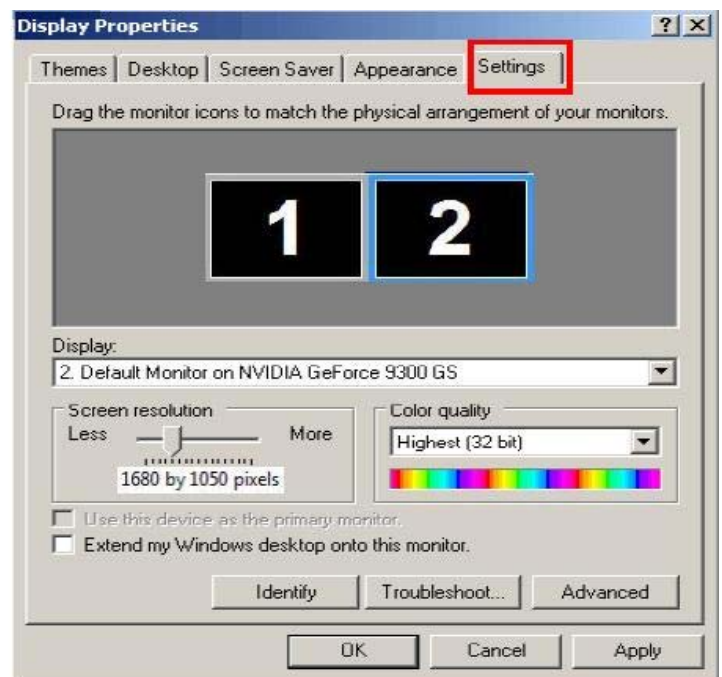 Display Properties
Themes Desktop Screen Saver Appearance Settings
Drag the monitor icons to match the physical arrangement of your monitors.
1 2
Display:
2. Default Monitor on NVIDIA GeForce 9300 GS
Screen resolution Color quality
Less More Highest (32 bit)
1680 by 1050 pixels
Use this device as the primary monitor.
Extend my Windows desktop onto this monitor.
Identify Troubleshoot... Advanced
OK Cancel Apply